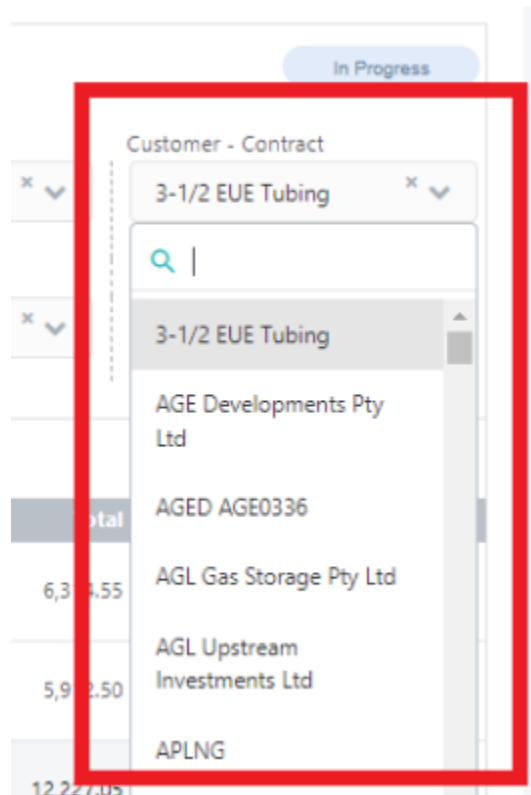 In Progress
Customer - Contract
3-1/2 EUE Tubing
3-1/2 EUE Tubing
AGE Developments Pty
Ltd
Total
AGED AGE0336
AGL Gas Storage Pty Ltd
AGL Upstream
Investments Ltd
APLNG